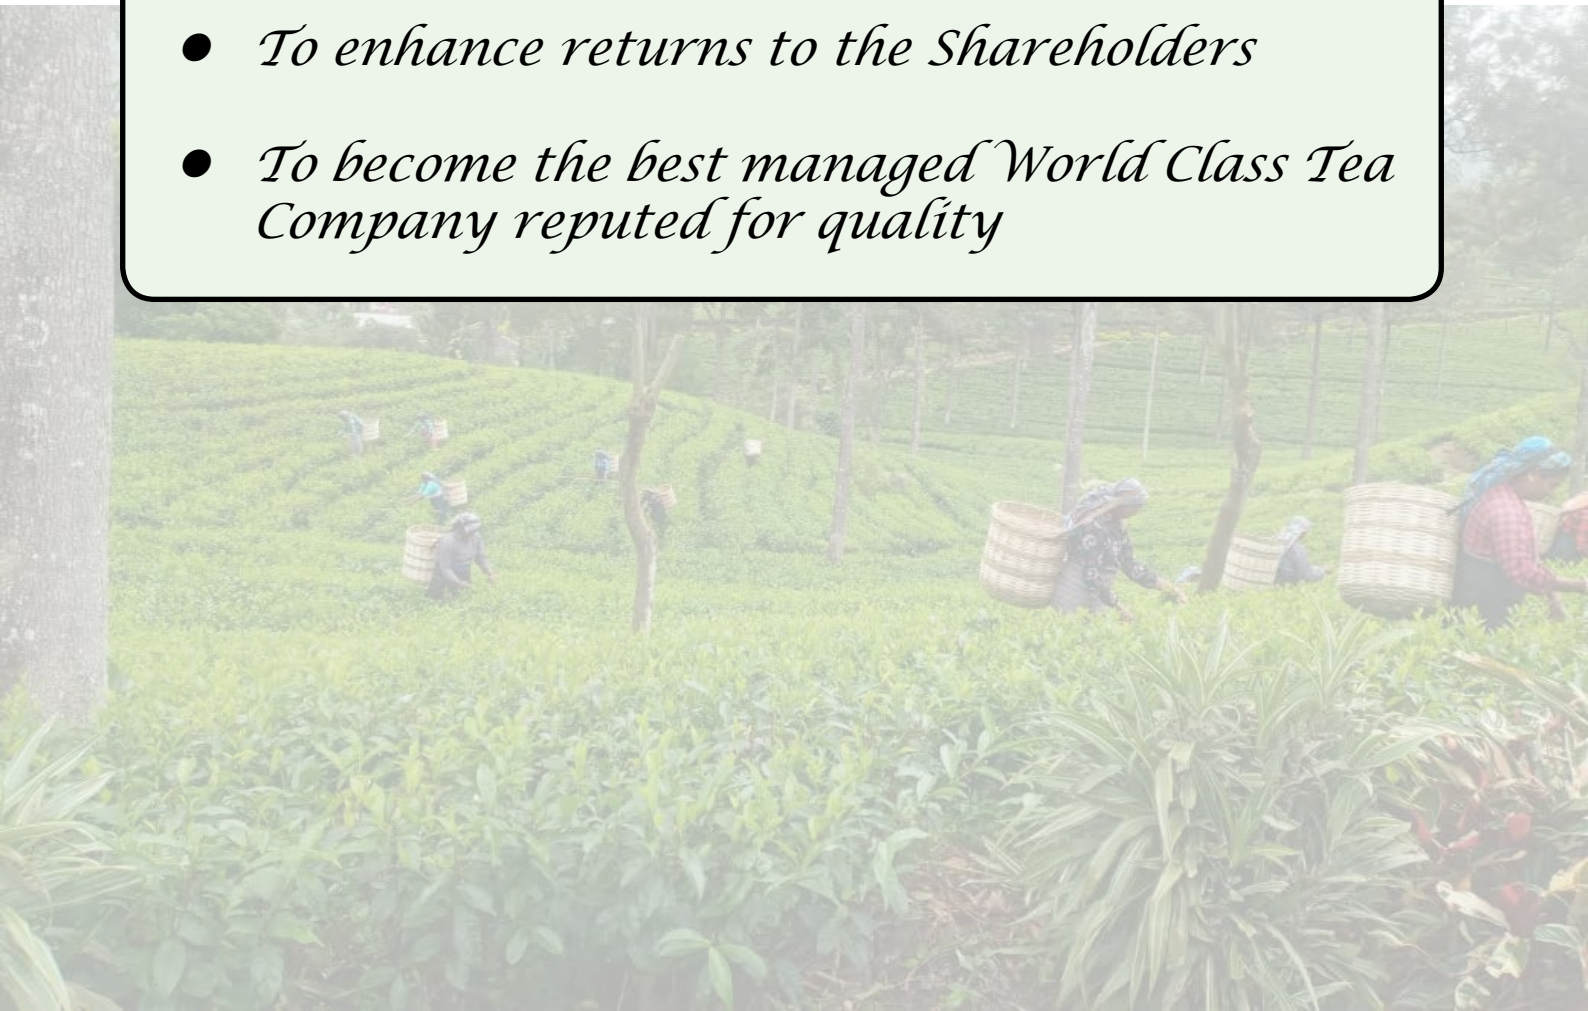 ● To enhance returns to the Shareholders
● To become the best managed World Class Tea
Company reputed for quality